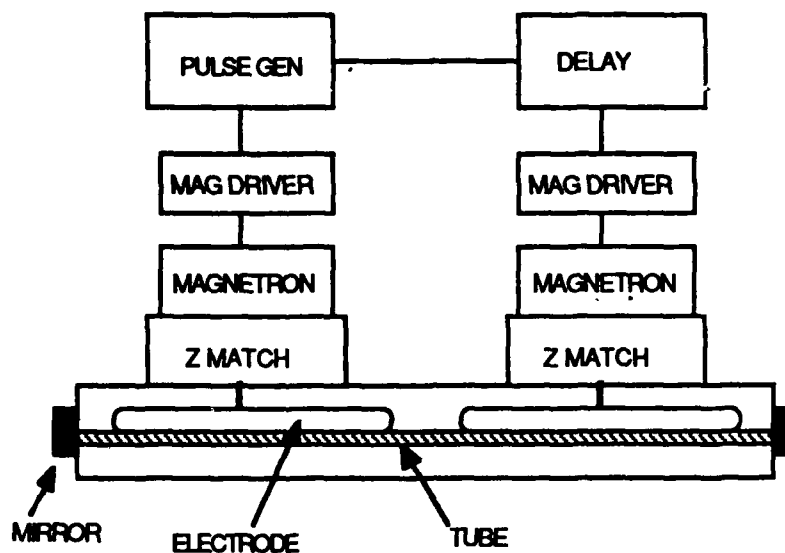 PULSE GEN
DELAY
MAG DRIVER
MAG DRIVER
MAGNETRON
MAGNETRON
Z MATCH
Z MATCH
MIRROR
ELECTRODE
TUBE